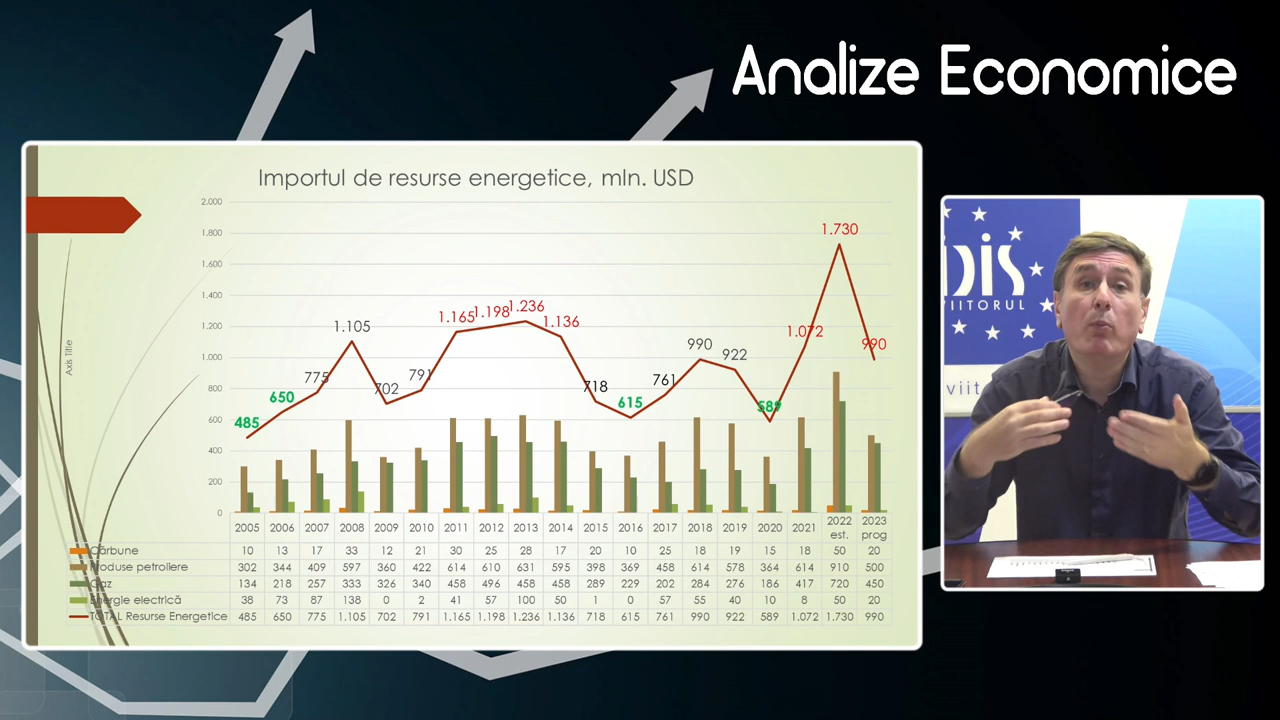 Analize Economice
Importul de resurse energetice, mln. USD
2.000
1.800
1.600
1.400
1.200
1.000
800
600
400
200
0
Axis Title
485
650
775
1.105
702
791
1.165
1.198
1.236
1.136
718
615
761
990
922
589
1.072
1.730
990
2005 2006 2007 2008 2009 2010 2011 2012 2013 2014 2015 2016 2017 2018 2019 2020 2021 2022 est. 2023 prog
Cărbune 10 13 17 33 12 21 30 25 28 17 20 10 25 18 19 15 18 50 20
Produse petroliere 302 344 409 597 360 422 614 610 631 595 398 369 458 614 578 364 614 910 500
Gaz 134 218 257 333 326 340 458 496 458 458 289 229 202 284 276 186 417 720 450
Energie electrică 38 73 87 138 0 2 41 57 100 50 1 0 57 55 40 10 8 50 20
TOTAL Resurse Energetice 485 650 775 1.105 702 791 1.165 1.198 1.236 1.136 718 615 761 990 922 589 1.072 1.730 990
IDIS
VIITORUL
viit